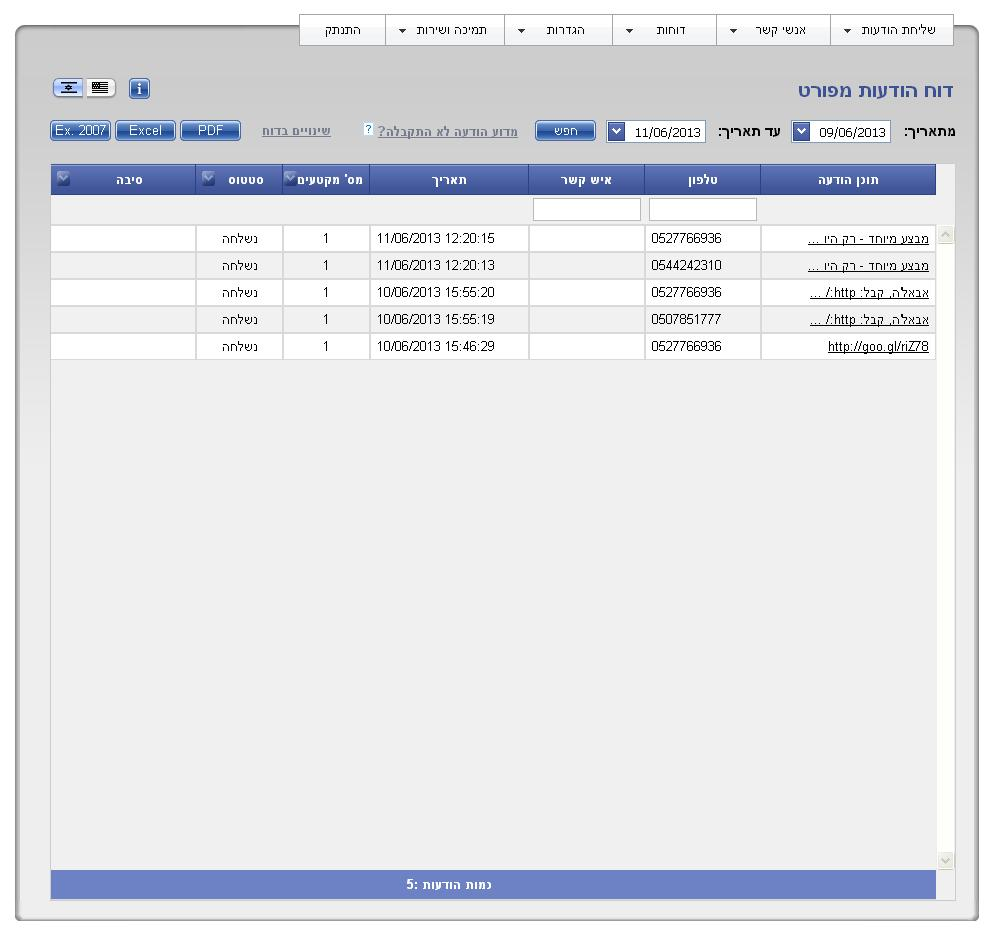 שליחת הודעות אנשי קשר דוחות הגדרות תמיכה ושירות התנתק
דוח הודעות מפורט
מתאריך: 09/06/2013 עד תאריך: 11/06/2013 חפש מדוע הודעה לא התקבלה? ? שינויים בדוח PDF Excel Ex. 2007
תוכן הודעה טלפון איש קשר תאריך מס' מקטעים סטטוס סיבה
מבצע מיוחד - רק היו ... 0527766936 11/06/2013 12:20:15 1 נשלחה
מבצע מיוחד - רק היו ... 0544242310 11/06/2013 12:20:13 1 נשלחה
אבאלה, קבל: http:/ ... 0527766936 10/06/2013 15:55:20 1 נשלחה
אבאלה, קבל: http:/ ... 0507851777 10/06/2013 15:55:19 1 נשלחה
http://goo.gl/riZ78 0527766936 10/06/2013 15:46:29 1 נשלחה
כמות הודעות: 5